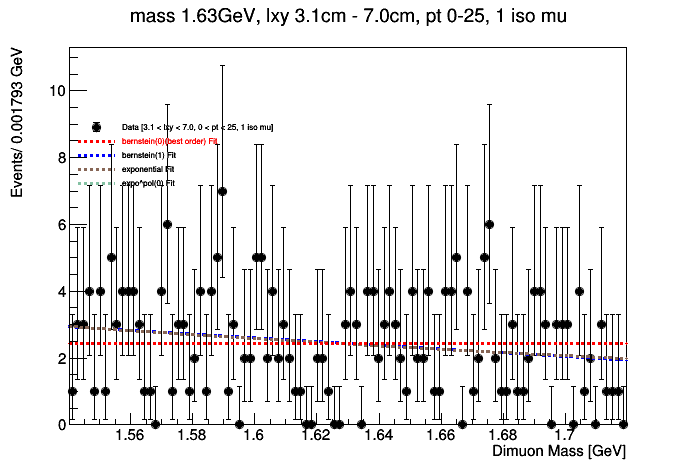 mass 1.63GeV, lxy 3.1cm - 7.0cm, pt 0-25, 1 iso mu
Events/ 0.001793 GeV
10
8
6
4
2
0
Data [3.1 < lxy < 7.0, 0 < pt < 25, 1 iso mu]
bernstein(0)(best order) Fit
bernstein(1) Fit
exponential Fit
expo*pol(0) Fit
1.56 1.58 1.6 1.62 1.64 1.66 1.68 1.7
Dimuon Mass [GeV]